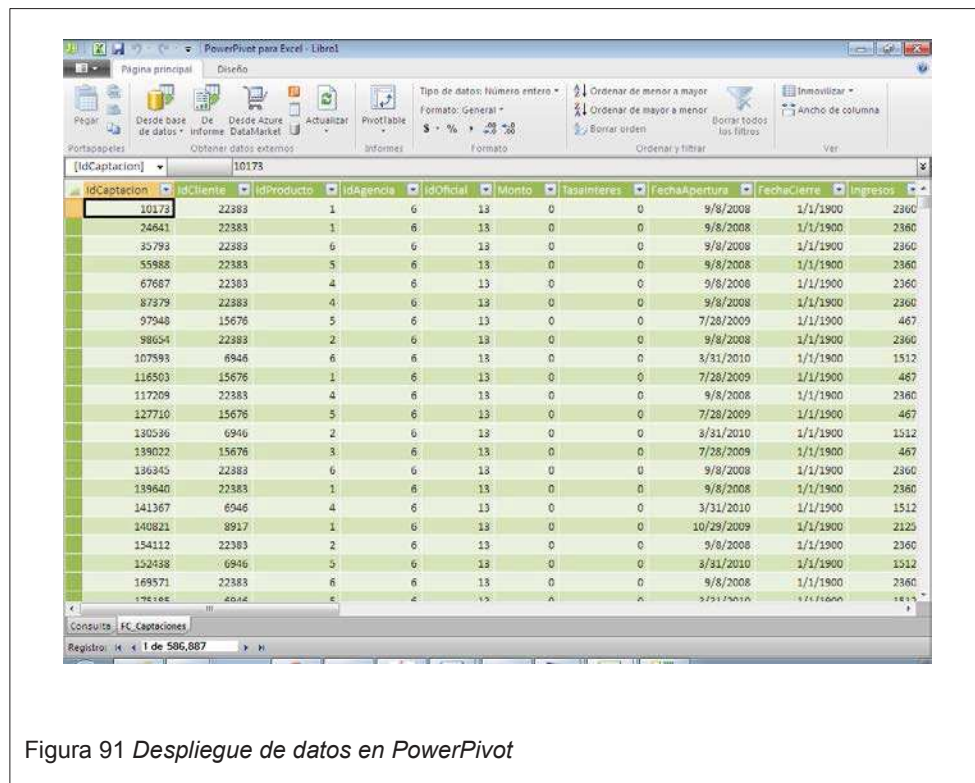 PowerPivot para Excel - Libro1
Página principal Diseño
Pegar
Desde base de datos
De informe
Desde Azure DataMarket
Actualizar
PivotTable
Tipo de datos: Número entero
Formato: General
$ - % ,
Ordenar de menor a mayor
Ordenar de mayor a menor
Borrar orden
Borrar todos los filtros
Inmovilizar
Ancho de columna
Portapapeles Obtener datos externos Informes Formato Ordenar y filtrar Ver
[IdCaptacion] 10173
IdCaptacion IdCliente IdProducto IdAgencia IdOficial Monto TasaInteres FechaApertura FechaCierre Ingresos
10173 22383 1 6 13 0 0 9/8/2008 1/1/1900 2360
24641 22383 1 6 13 0 0 9/8/2008 1/1/1900 2360
35793 22383 6 6 13 0 0 9/8/2008 1/1/1900 2360
55988 22383 5 6 13 0 0 9/8/2008 1/1/1900 2360
67687 22383 4 6 13 0 0 9/8/2008 1/1/1900 2360
87379 22383 4 6 13 0 0 9/8/2008 1/1/1900 2360
97948 15676 5 6 13 0 0 7/28/2009 1/1/1900 467
98654 22383 2 6 13 0 0 9/8/2008 1/1/1900 2360
107593 6946 6 6 13 0 0 3/31/2010 1/1/1900 1512
116503 15676 1 6 13 0 0 7/28/2009 1/1/1900 467
117209 22383 4 6 13 0 0 9/8/2008 1/1/1900 2360
127710 15676 5 6 13 0 0 7/28/2009 1/1/1900 467
130536 6946 2 6 13 0 0 3/31/2010 1/1/1900 1512
139022 15676 3 6 13 0 0 7/28/2009 1/1/1900 467
136345 22383 6 6 13 0 0 9/8/2008 1/1/1900 2360
139640 22383 1 6 13 0 0 9/8/2008 1/1/1900 2360
141367 6946 4 6 13 0 0 3/31/2010 1/1/1900 1512
140821 8917 1 6 13 0 0 10/29/2009 1/1/1900 2125
154112 22383 2 6 13 0 0 9/8/2008 1/1/1900 2360
152438 6946 5 6 13 0 0 3/31/2010 1/1/1900 1512
169571 22383 6 6 13 0 0 9/8/2008 1/1/1900 2360
Consulta FC_Captaciones
Registro: 1 de 586,887
Figura 91 Despliegue de datos en PowerPivot